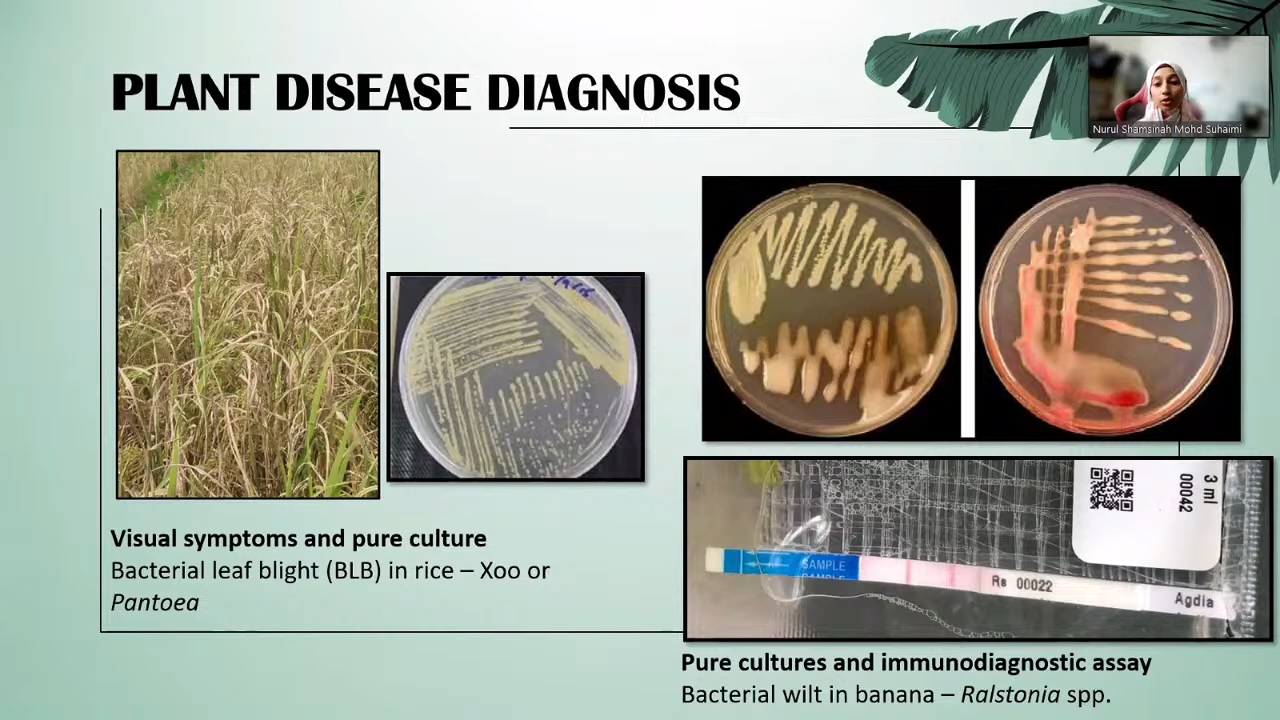 PLANT DISEASE DIAGNOSIS
Nurul Shamsinah Mohd Suhaimi
Visual symptoms and pure culture
Bacterial leaf blight (BLB) in rice – Xoo or
Pantoea
3 ml
00042
SAMPLE
SAMPLE
Rs 00022
Agdia
Pure cultures and immunodiagnostic assay
Bacterial wilt in banana – Ralstonia spp.